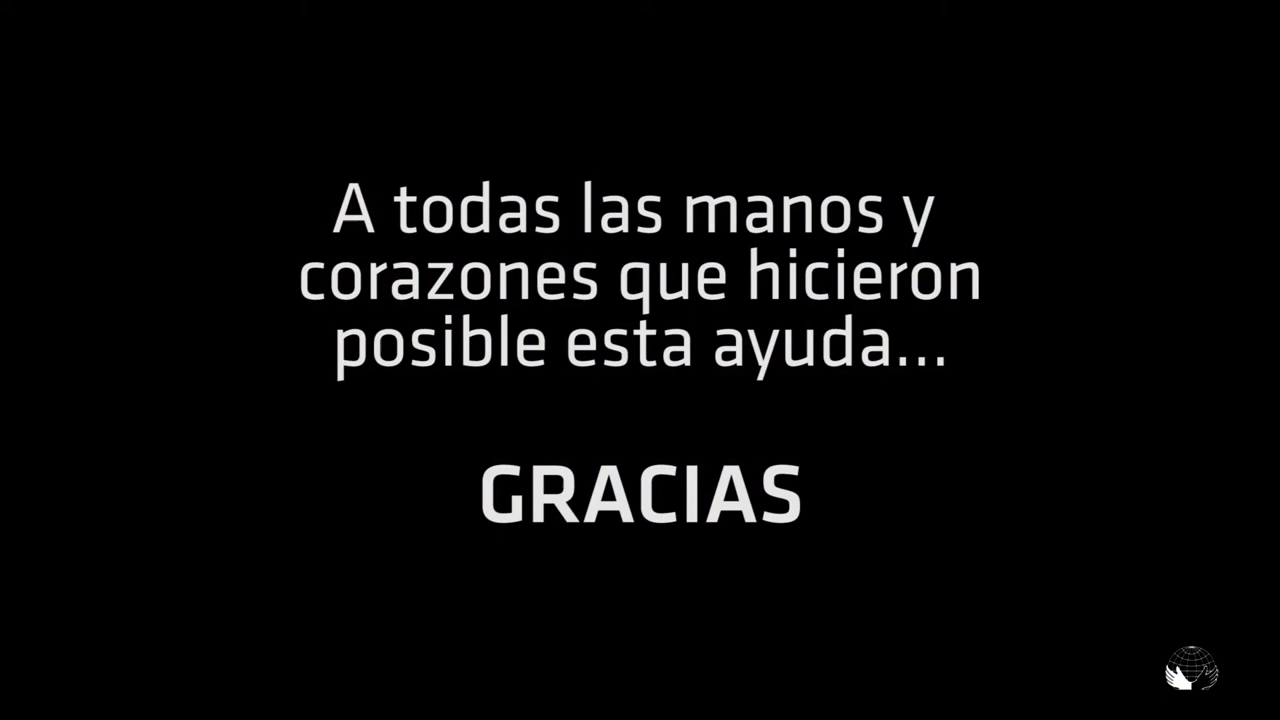 A todas las manos y
corazones que hicieron
posible esta ayuda...
GRACIAS